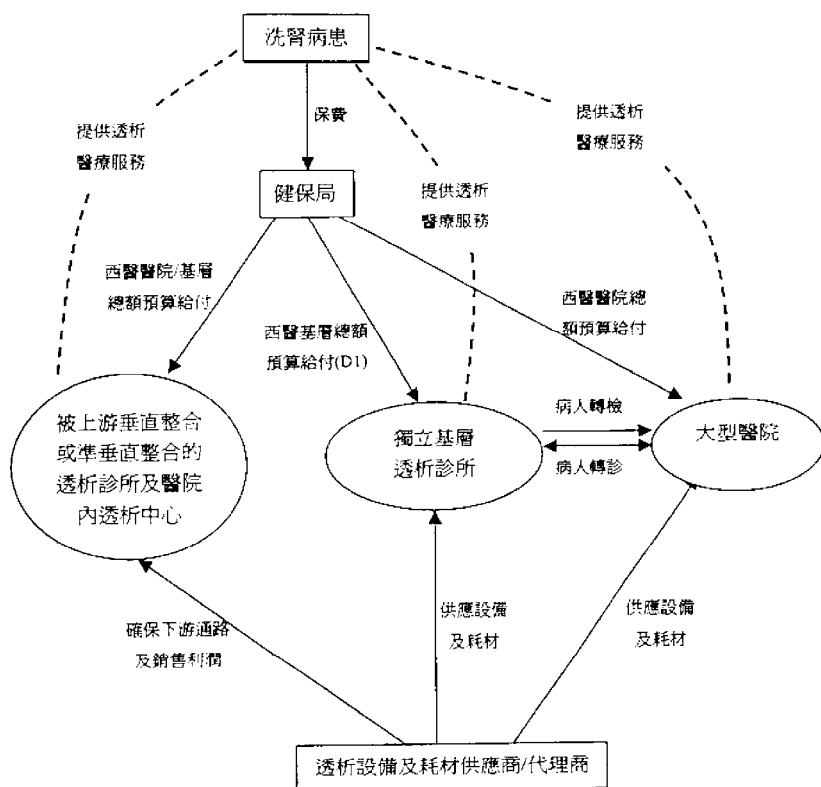 洗腎病患
保費
提供透析
醫療服務
提供透析
醫療服務
提供透析
醫療服務
健保局
西醫醫院/基層
總額預算給付
西醫基層總額
預算給付(D1)
西醫醫院總
額預算給付
被上游垂直整合
或準垂直整合的
透析診所及醫院
內透析中心
獨立基層
透析診所
病人轉檢
病人轉診
大型醫院
確保下游通路
及銷售利潤
供應設備
及耗材
供應設備
及耗材
透析設備及耗材供應商/代理商